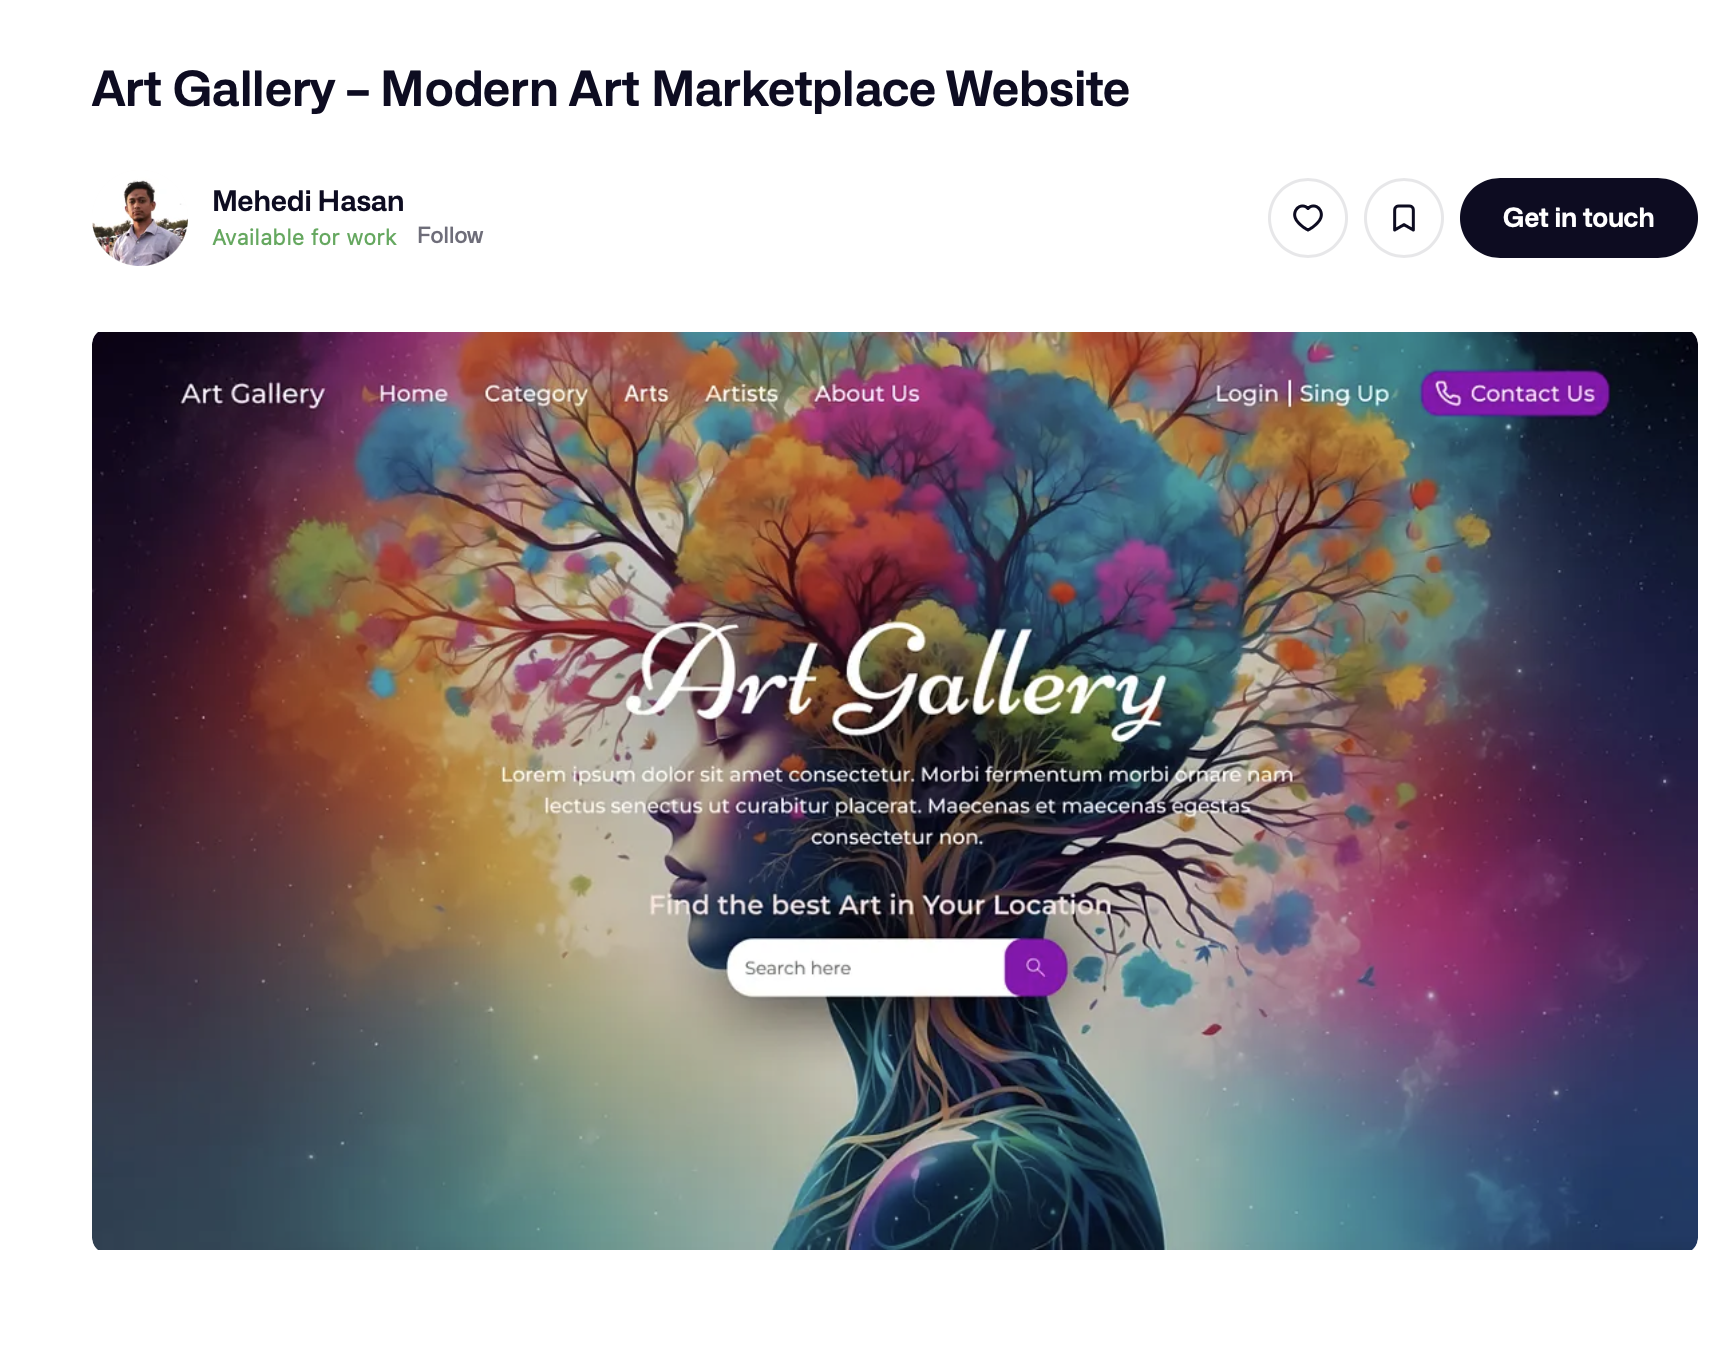 Art Gallery – Modern Art Marketplace Website
Mehedi Hasan
Available for work Follow
Get in touch
Art Gallery Home Category Arts Artists About Us Login | Sing Up Contact Us
Art Gallery
Lorem ipsum dolor sit amet consectetur. Morbi fermentum morbi ornare nam
lectus senectus ut curabitur placerat. Maecenas et maecenas egestas
consectetur non.
Find the best Art in Your Location
Search here